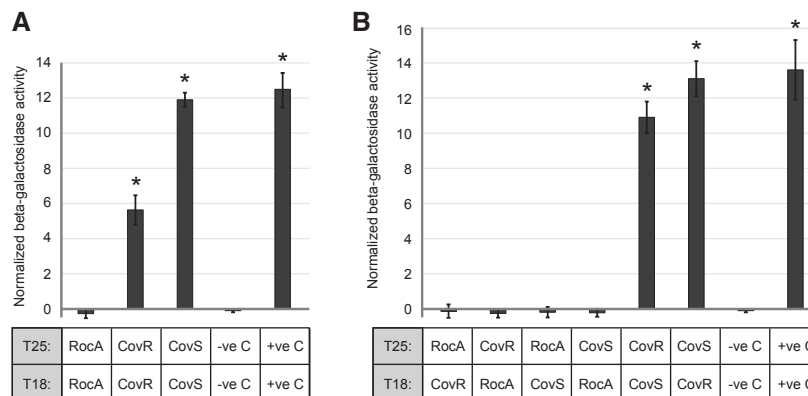 A
Normalized beta-galactosidase activity
14
12
10
8
6
4
2
0
*
*
*
T25: RocA CovR CovS -ve C +ve C
T18: RocA CovR CovS -ve C +ve C
B
Normalized beta-galactosidase activity
16
14
12
10
8
6
4
2
0
*
*
*
T25: RocA CovR RocA CovS CovR CovS -ve C +ve C
T18: CovR RocA CovS RocA CovS CovR -ve C +ve C